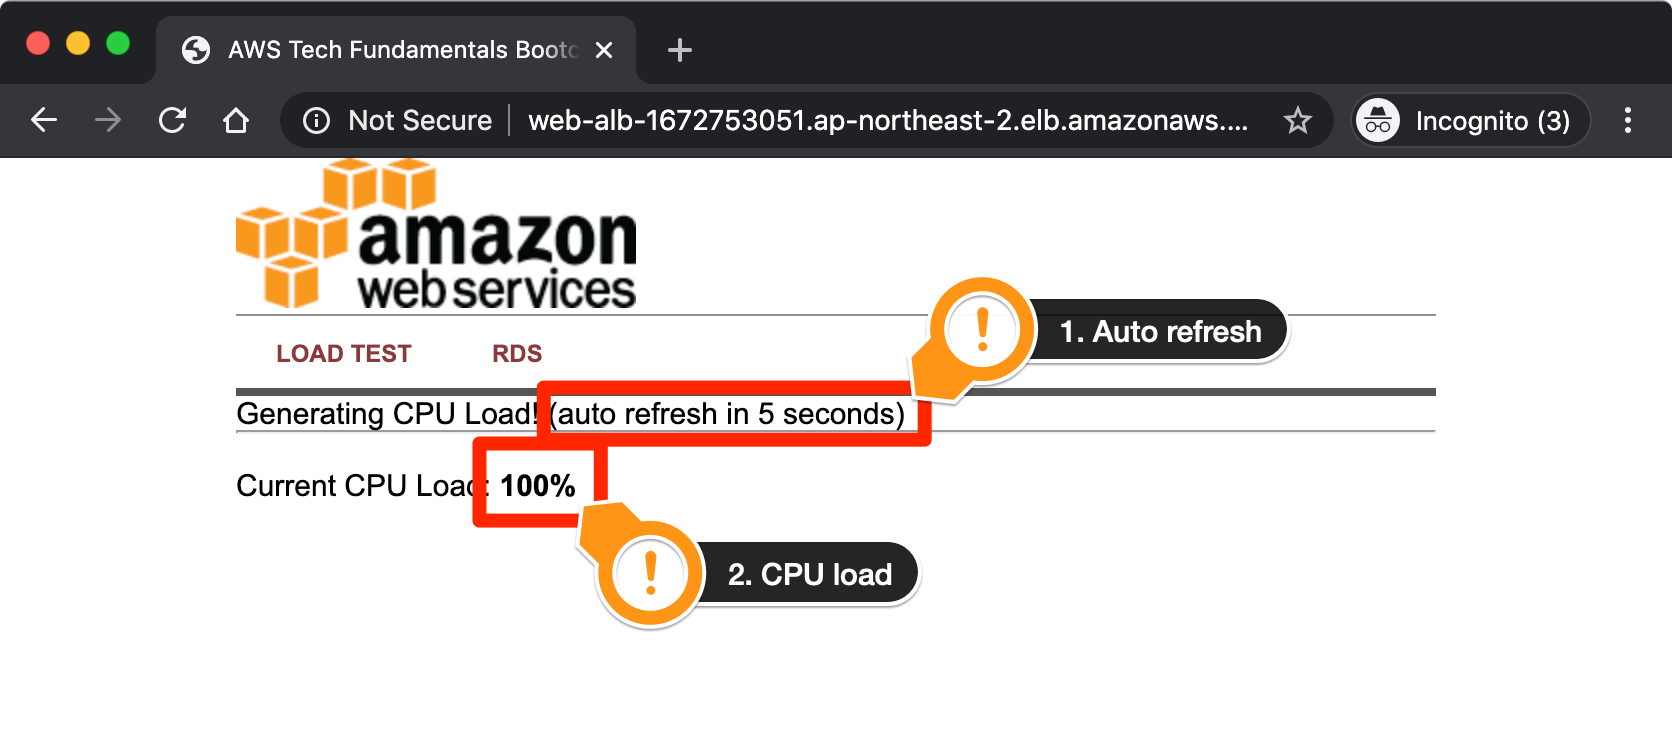 AWS Tech Fundamentals Bootc
Not Secure
web-alb-1672753051.ap-northeast-2.elb.amazonaws....
Incognito (3)
amazon
web services
LOAD TEST
RDS
1. Auto refresh
Generating CPU Load! (auto refresh in 5 seconds)
Current CPU Load: 100%
2. CPU load